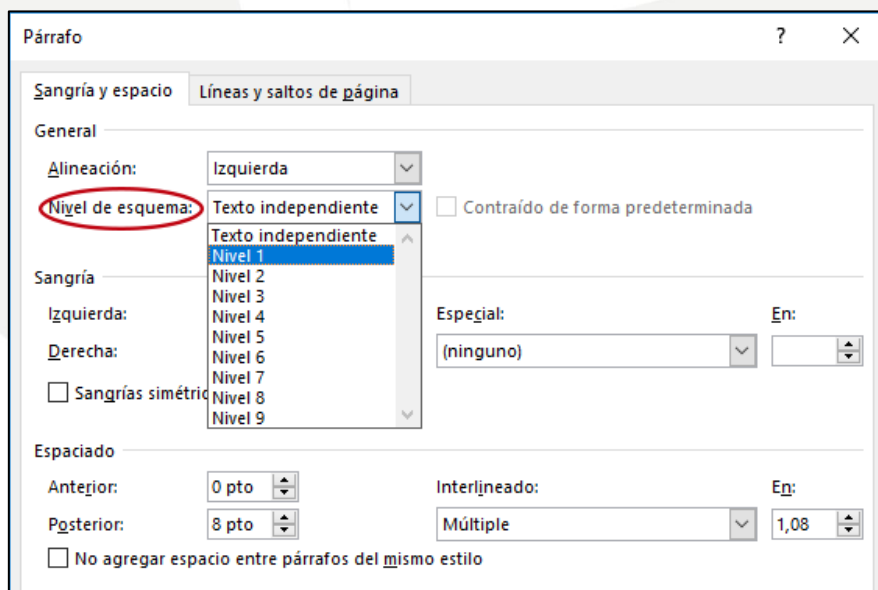 Párrafo ?
Sangría y espacio Líneas y saltos de página
General
Alineación: Izquierda
Nivel de esquema: Texto independiente Contraído de forma predeterminada
Texto independiente
Nivel 1
Nivel 2
Sangría Nivel 3
Izquierda: Nivel 4 Especial: En:
Nivel 5
Derecha: Nivel 6 (ninguno)
Nivel 7
Sangrías simétric Nivel 8
Nivel 9
Espaciado
Anterior: 0 pto Interlineado: En:
Posterior: 8 pto Múltiple 1,08
No agregar espacio entre párrafos del mismo estilo